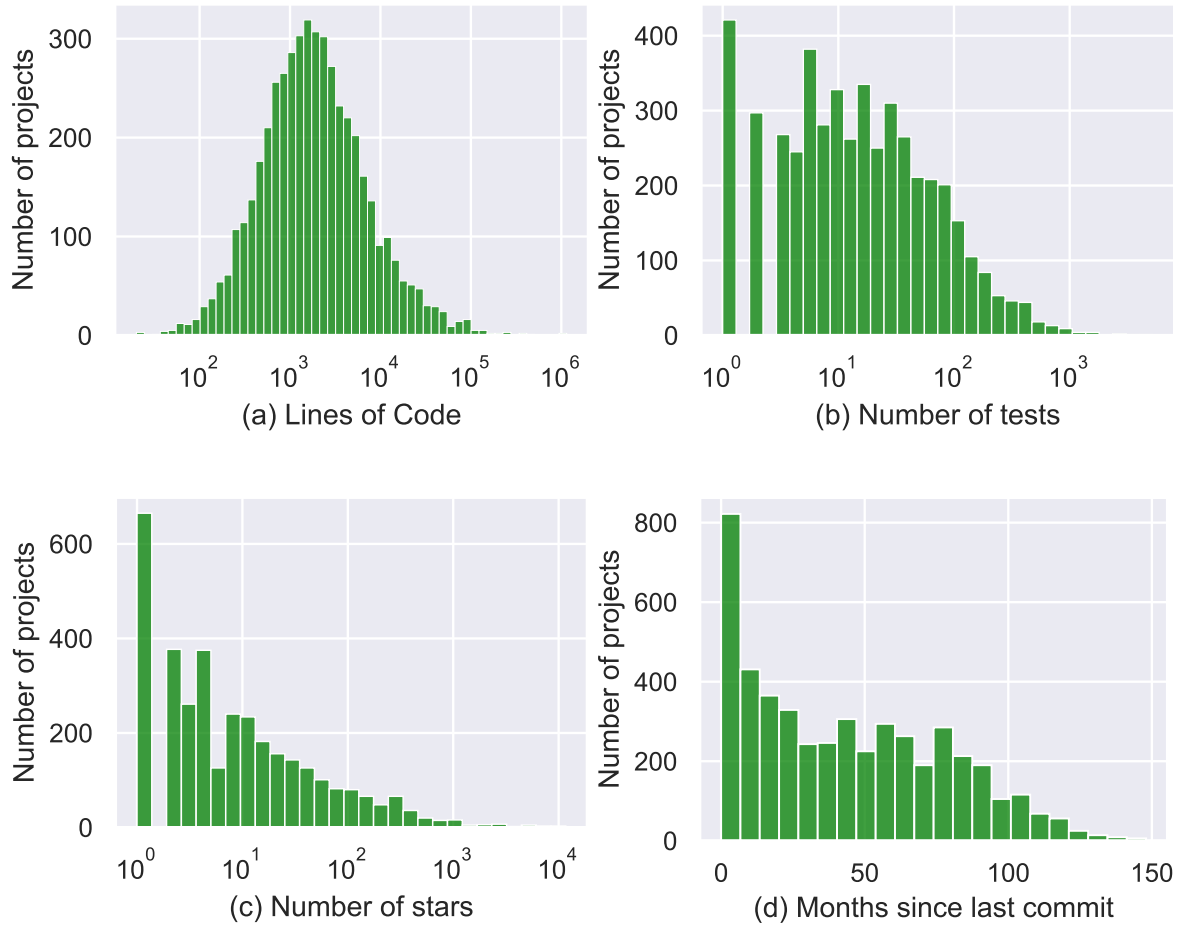 Number of projects
300
200
100
0
10^2 10^3 10^4 10^5 10^6
(a) Lines of Code
Number of projects
400
300
200
100
0
10^0 10^1 10^2 10^3
(b) Number of tests
Number of projects
600
400
200
0
10^0 10^1 10^2 10^3 10^4
(c) Number of stars
Number of projects
800
600
400
200
0
0 50 100 150
(d) Months since last commit